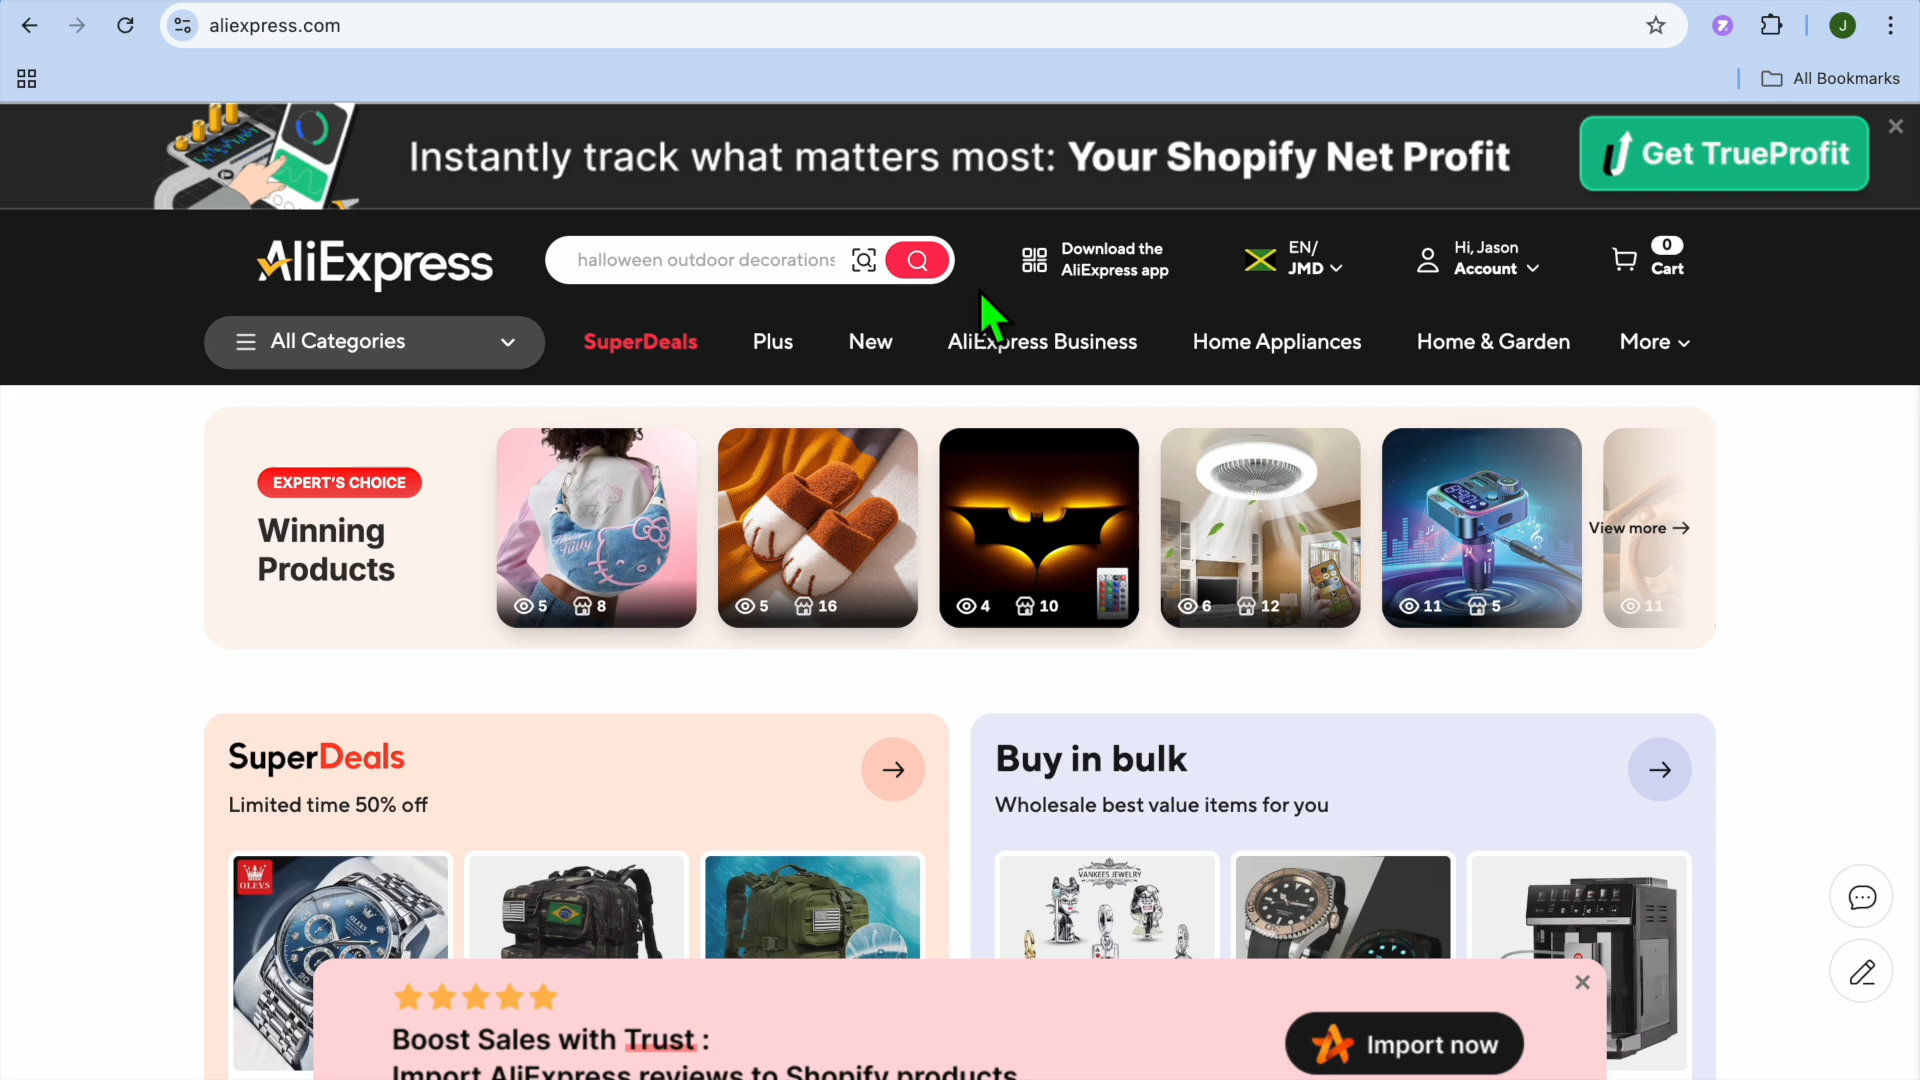 aliexpress.com
J
All Bookmarks
Instantly track what matters most: Your Shopify Net Profit
Get TrueProfit
AliExpress
halloween outdoor decorations
Download the
AliExpress app
EN/
JMD
Hi, Jason
Account
0
Cart
All Categories
SuperDeals
Plus
New
AliExpress Business
Home Appliances
Home & Garden
More
EXPERT'S CHOICE
Winning
Products
5 8
5 16
4 10
6 12
11 5
11
View more
SuperDeals
Limited time 50% off
Buy in bulk
Wholesale best value items for you
OLEVS
VANKEES JEWELRY
Boost Sales with Trust :
Import AliExpress reviews to Shopify products
Import now